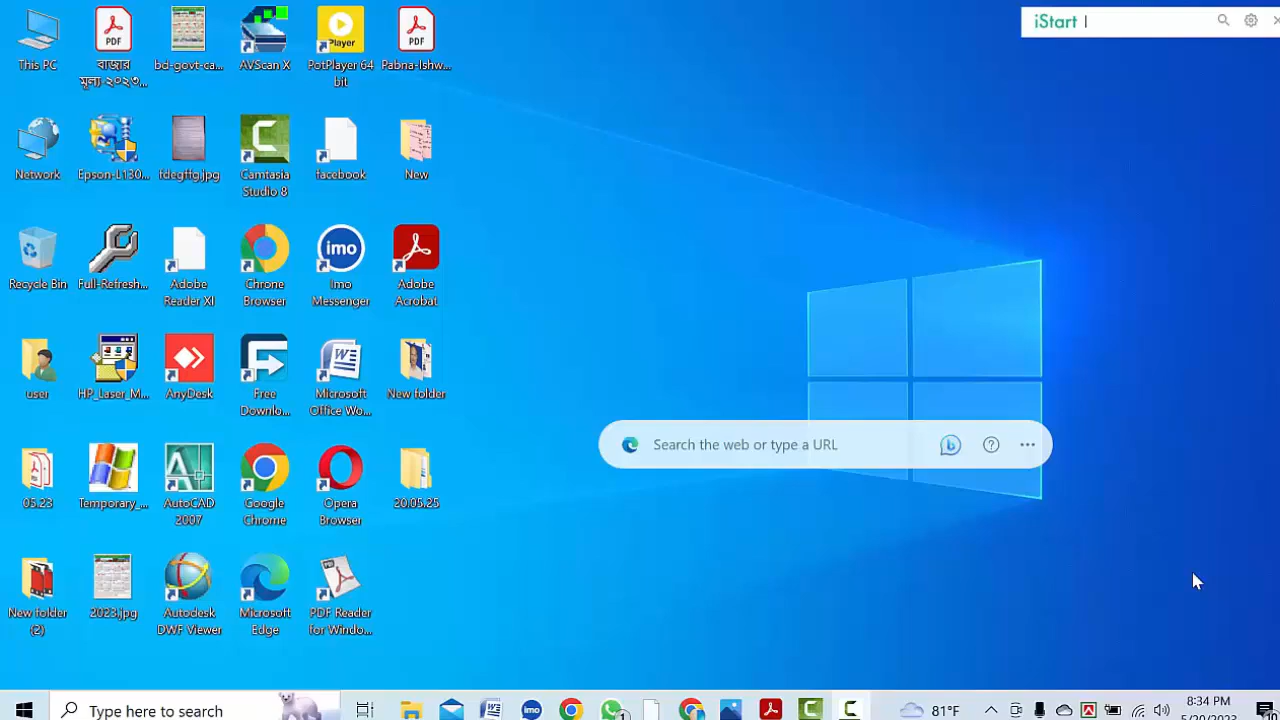 iStart
This PC
বাজার
মূল্য-২০২৩...
bd-govt-ca...
AVScan X
PotPlayer 64
bit
Pabna-Ishw...
PDF
PDF
Player
Network
Epson-L130...
fdegffg.jpg
Camtasia
Studio 8
facebook
New
Recycle Bin
Full-Refresh...
Adobe
Reader XI
Chrone
Browser
imo
Imo
Messenger
Adobe
Acrobat
user
HP_Laser_M...
AnyDesk
Free
Downlo...
Microsoft
Office Wo...
New folder
Search the web or type a URL
05.23
Temporary_...
AutoCAD
2007
Google
Chrome
Opera
Browser
20.05.25
New folder
(2)
2023.jpg
Autodesk
DWF Viewer
Microsoft
Edge
PDF Reader
for Windo...
Type here to search
imo
1
81°F
8:34 PM